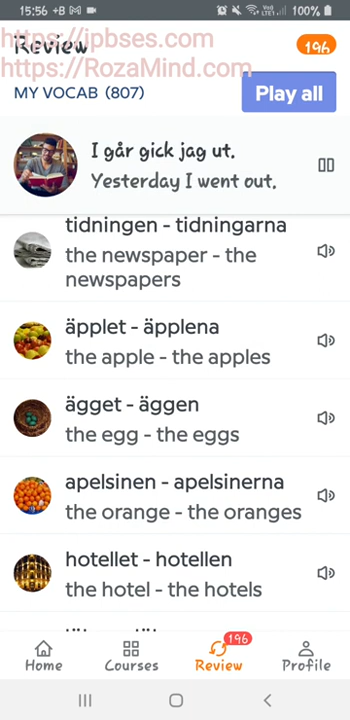 15:56 +B
100%
https://jpbses.com
Review
196
https://RozaMind.com
MY VOCAB (807)
Play all
I går gick jag ut.
Yesterday I went out.
tidningen - tidningarna
the newspaper - the
newspapers
äpplet - äpplena
the apple - the apples
ägget - äggen
the egg - the eggs
apelsinen - apelsinerna
the orange - the oranges
hotellet - hotellen
the hotel - the hotels
196
Home
Courses
Review
Profile